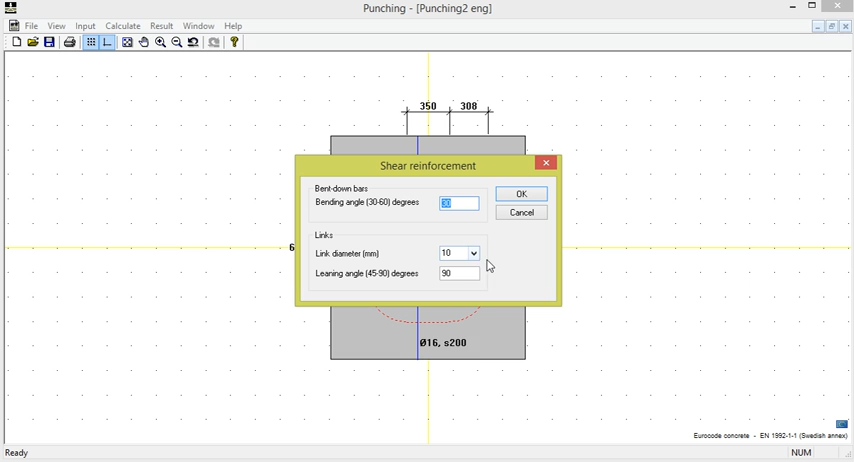 Punching - [Punching2 eng]
File View Input Calculate Result Window Help
350 308
Shear reinforcement
Bent-down bars
Bending angle (30-60) degrees 30
OK
Cancel
Links
6
Link diameter (mm) 10
Leaning angle (45-90) degrees 90
Ø16, s200
Eurocode concrete - EN 1992-1-1 (Swedish annex)
Ready NUM